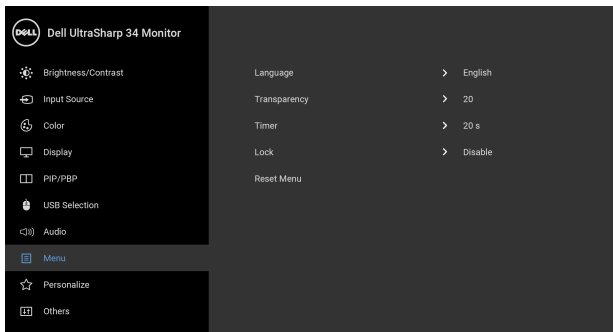 DELL Dell UltraSharp 34 Monitor
Brightness/Contrast
Input Source
Color
Display
PIP/PBP
USB Selection
Audio
Menu
Personalize
Others
Language > English
Transparency > 20
Timer > 20 s
Lock > Disable
Reset Menu